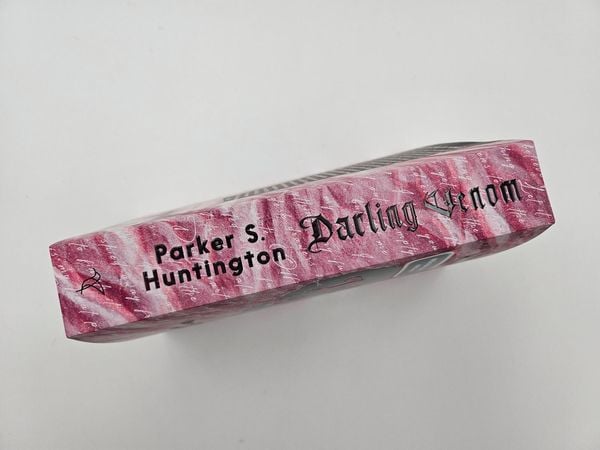 Parker S.
Huntington
Darling Venom